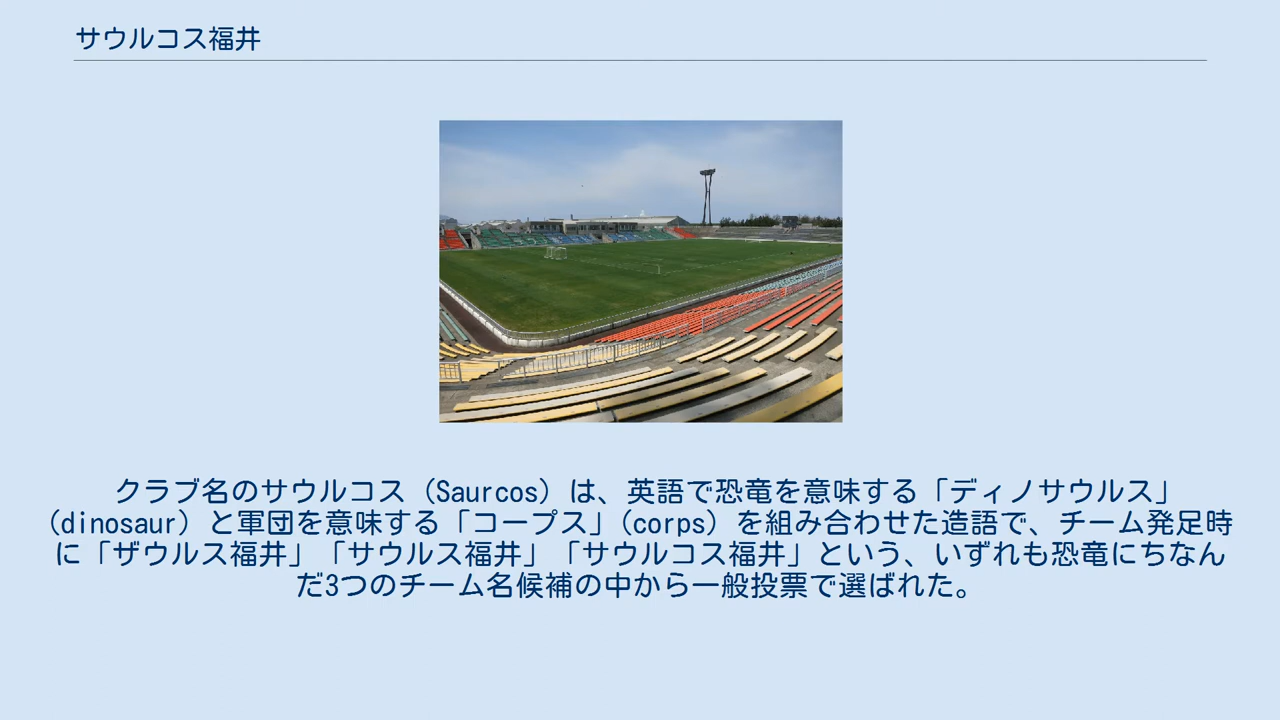 サウルコス福井
クラブ名のサウルコス（Saurcos）は、英語で恐竜を意味する「ディノサウルス」
（dinosaur）と軍団を意味する「コープス」（corps）を組み合わせた造語で、チーム発足時
に「ザウルス福井」「サウルス福井」「サウルコス福井」という、いずれも恐竜にちなん
だ3つのチーム名候補の中から一般投票で選ばれた。